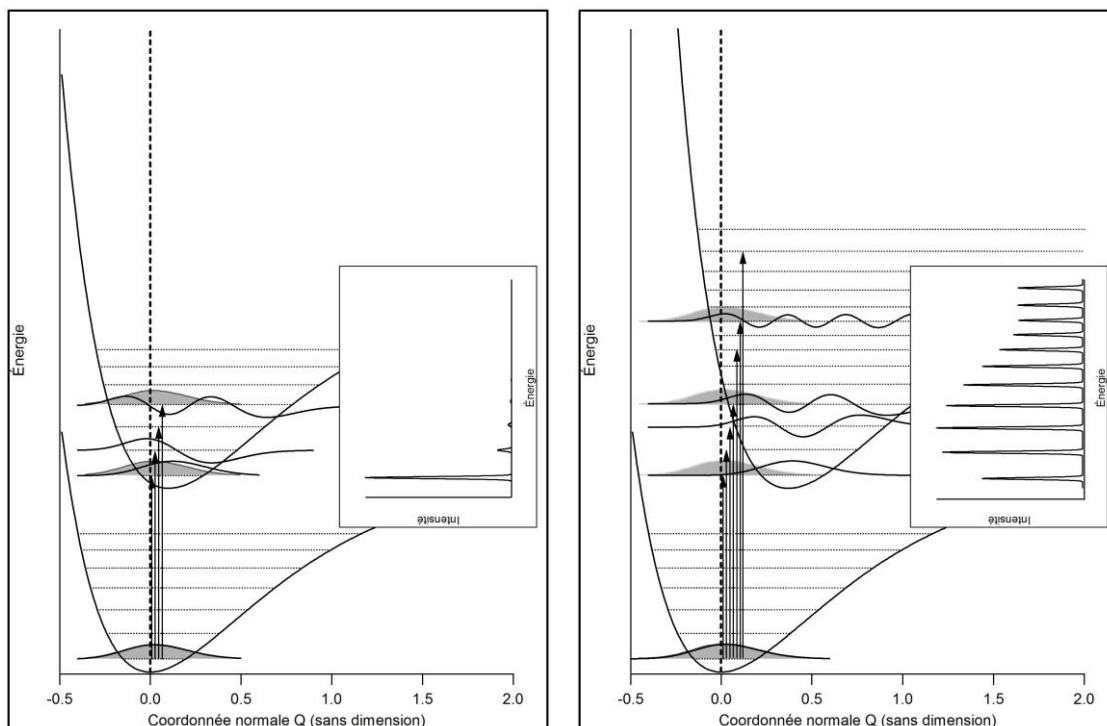 Énergie
Énergie
Intensité
-0.5 0.0 0.5 1.0 1.5 2.0
Coordonnée normale Q (sans dimension)
Énergie
Énergie
Intensité
-0.5 0.0 0.5 1.0 1.5 2.0
Coordonnée normale Q (sans dimension)